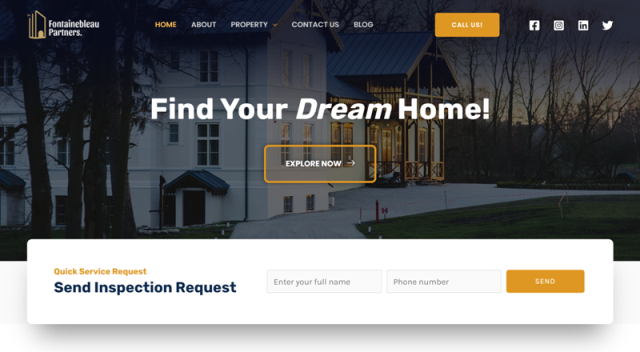 Fontainebleau
Partners.
HOME
ABOUT
PROPERTY
CONTACT US
BLOG
CALL US!
Find Your Dream Home!
EXPLORE NOW →
Quick Service Request
Send Inspection Request
Enter your full name
Phone number
SEND